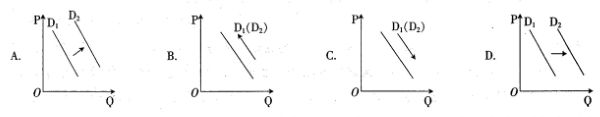 A. P D₁ D₂ O Q
B. P D₁(D₂) O Q
C. P D₁(D₂) O Q
D. P D₁ D₂ O Q